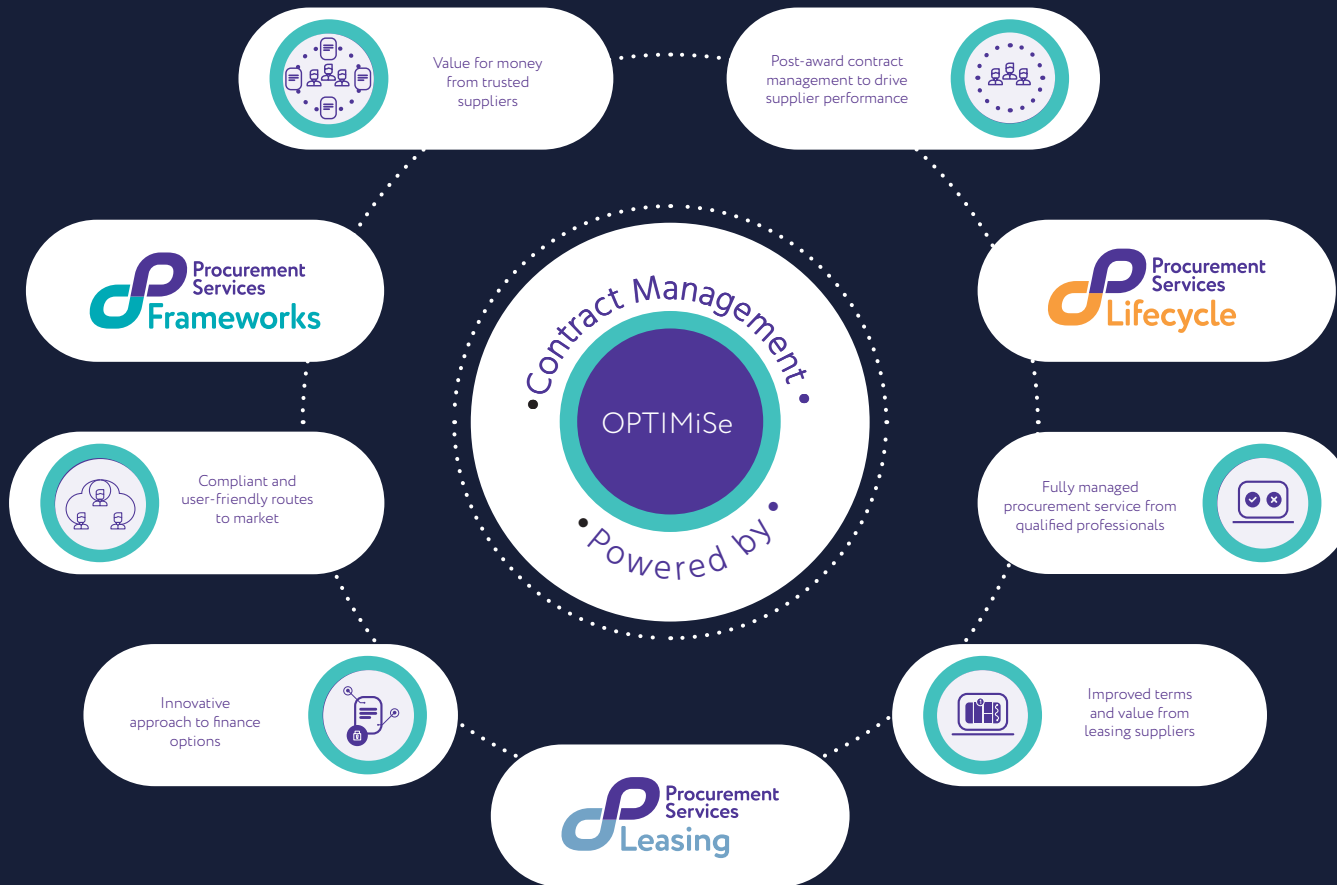 Value for money
from trusted
suppliers
Post-award contract
management to drive
supplier performance
Procurement
Services
Frameworks
Contract Management
OPTIMiSe
Powered by
Procurement
Services
Lifecycle
Compliant and
user-friendly routes
to market
Fully managed
procurement service from
qualified professionals
Innovative
approach to finance
options
Improved terms
and value from
leasing suppliers
Procurement
Services
Leasing